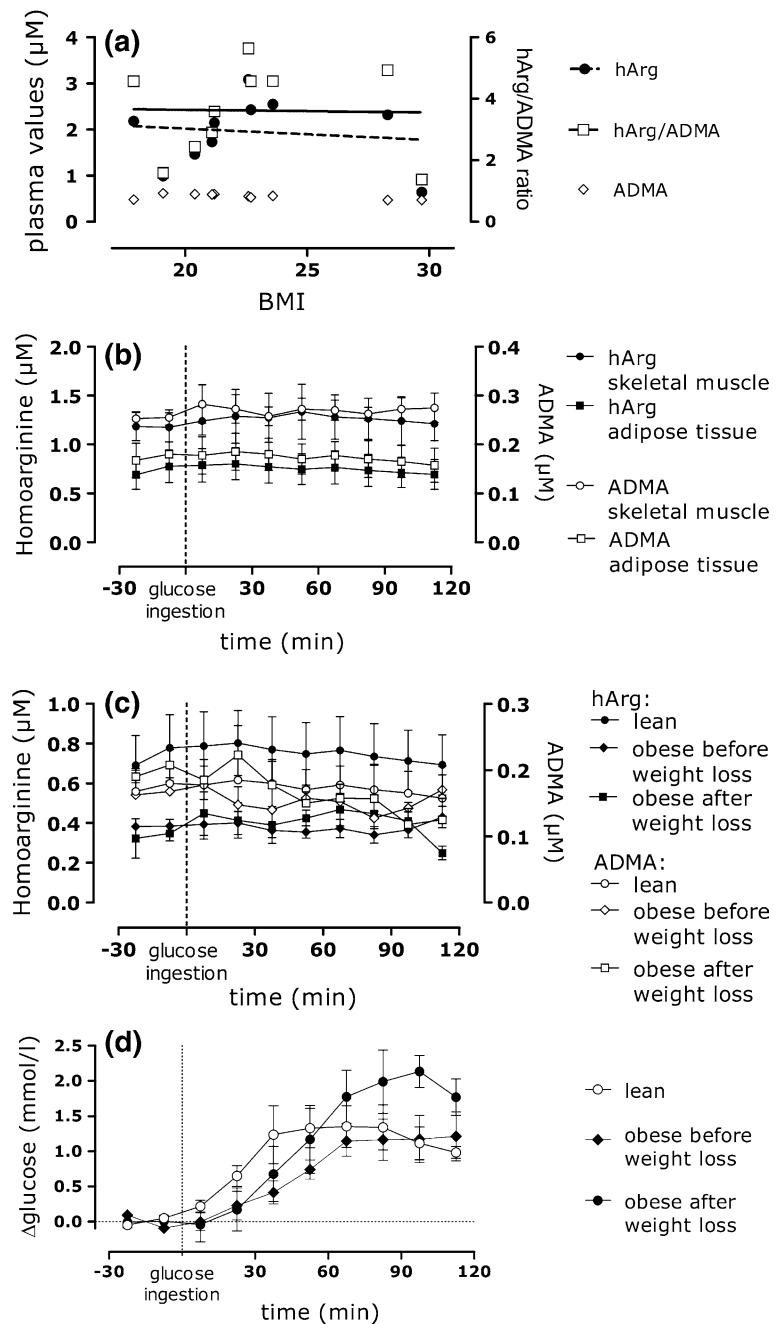 (a)
plasma values (µM)
4
3
2
1
0
6
4
2
0
hArg/ADMA ratio
20
25
30
BMI
hArg
hArg/ADMA
ADMA
(b)
Homoarginine (µM)
2.0
1.5
1.0
0.5
0.0
0.4
0.3
0.2
0.1
0.0
ADMA (µM)
-30
glucose
ingestion
30
60
90
120
time (min)
hArg
skeletal muscle
hArg
adipose tissue
ADMA
skeletal muscle
ADMA
adipose tissue
(c)
Homoarginine (µM)
1.0
0.8
0.6
0.4
0.2
0.0
0.3
0.2
0.1
0.0
ADMA (µM)
-30
glucose
ingestion
30
60
90
120
time (min)
hArg:
lean
obese before
weight loss
obese after
weight loss
ADMA:
lean
obese before
weight loss
obese after
weight loss
(d)
Δglucose (mmol/l)
2.5
2.0
1.5
1.0
0.5
0.0
-30
glucose
ingestion
30
60
90
120
time (min)
lean
obese before
weight loss
obese after
weight loss